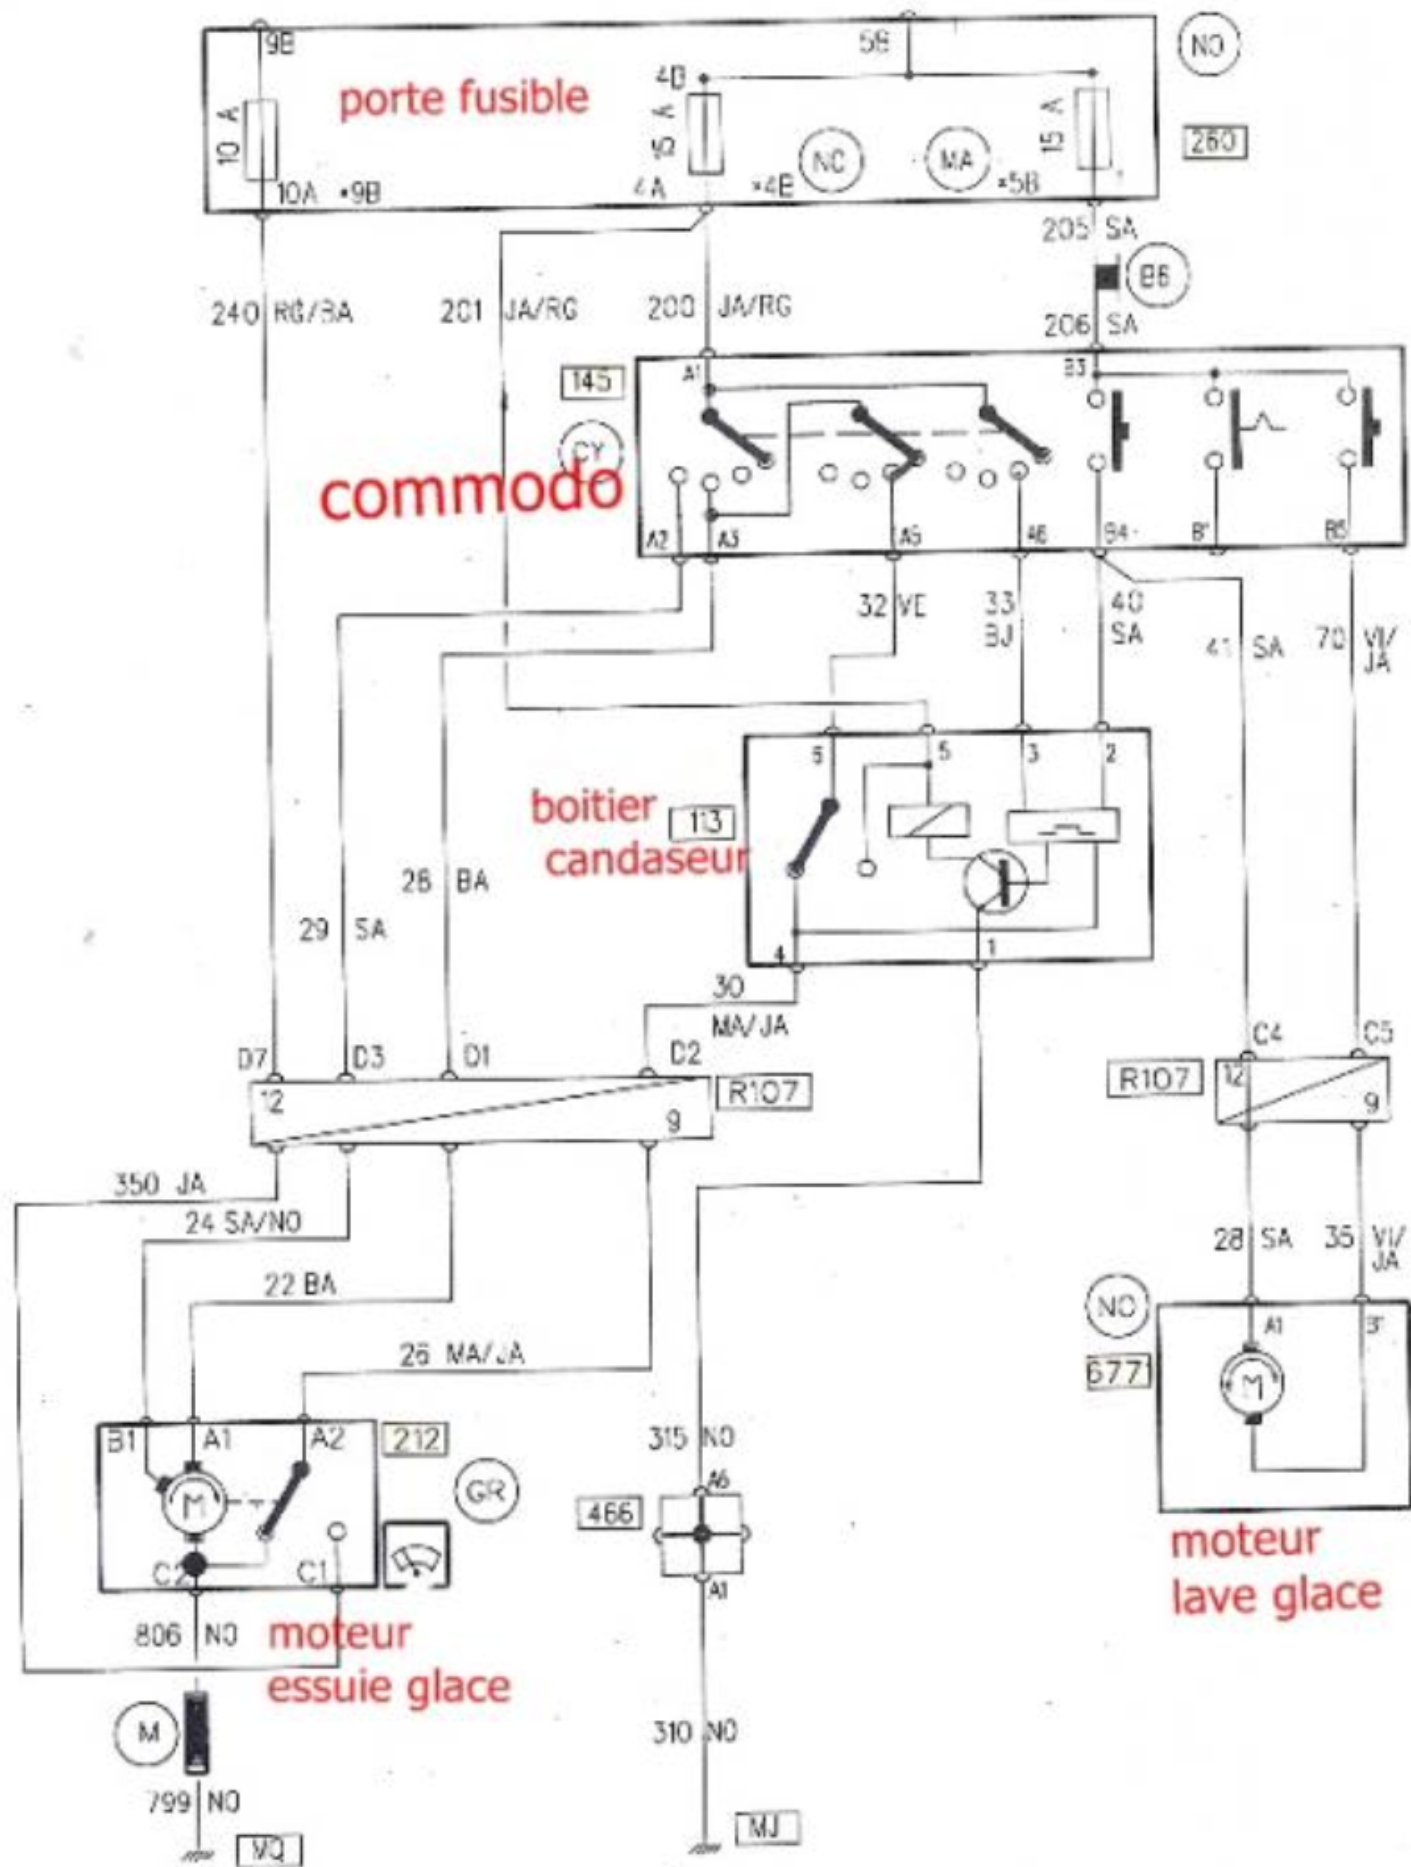 9B
5B
NO
porte fusible
4B
10 A
15 A
NC
MA
15 A
260
10A *9B
4A
*4B
*5B
205 SA
B6
240 RG/BA
201 JA/RG
200 JA/RG
206 SA
145
A1
B3
CY
commodo
A2
A3
A5
A6
B4
B5
32 VE
33
BJ
40
SA
41 SA
70 VI/
JA
5
3
2
boitier
113
candaseur
28 BA
29 SA
4
1
30
MA/JA
D7
D3
D1
D2
C4
C5
12
9
R107
R107
12
9
350 JA
24 SA/NO
22 BA
28 SA
35 VI/
JA
26 MA/JA
NO
A1
677
M
B1
A1
A2
212
315 NO
GR
M
A6
466
C2
C1
A1
moteur
lave glace
806 NO
moteur
essuie glace
M
310 NO
799 NO
MJ
MQ